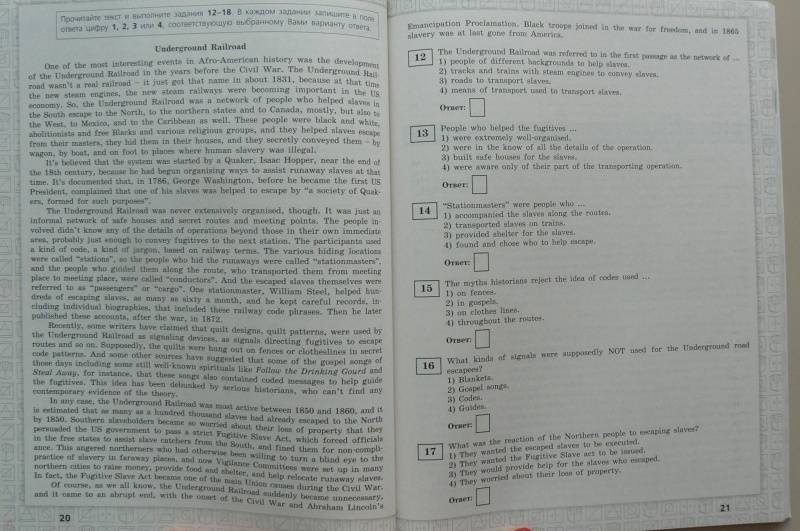 Прочитайте текст и выполните задания 12–18. В каждом задании запишите в поле
ответа цифру 1, 2, 3 или 4, соответствующую выбранному Вами варианту ответа.
Underground Railroad
One of the most interesting events in Afro-American history was the development
of the Underground Railroad in the years before the Civil War. The Underground Rail-
road wasn't a real railroad – it just got that name in about 1831, because at that time
the new steam engines, the new steam railways were becoming important in the US
economy. So, the Underground Railroad was a network of people who helped slaves in
the South escape to the North, to the northern states and to Canada, mostly, but also to
the West, to Mexico, and to the Caribbean as well. These people were black and white,
abolitionists and free Blacks and various religious groups, and they helped slaves escape
from their masters, they hid them in their houses, and they secretly conveyed them – by
wagon, by boat, and on foot to places where human slavery was illegal.
It's believed that the system was started by a Quaker, Isaac Hopper, near the end of
the 18th century, because he had begun organising ways to assist runaway slaves at that
time. It's documented that, in 1786, George Washington, before he became the first US
President, complained that one of his slaves was helped to escape by "a society of Quak-
ers, formed for such purposes".
The Underground Railroad was never extensively organised, though. It was just an
informal network of safe houses and secret routes and meeting points. The people in-
volved didn't know any of the details of operations beyond those in their own immediate
area, probably just enough to convey fugitives to the next station. The participants used
a kind of code, a kind of jargon, based on railway terms. The various hiding locations
were called "stations", so the people who hid the runaways were called "stationmasters",
and the people who guided them along the route, who transported them from meeting
place to meeting place, were called "conductors". And the escaped slaves themselves were
referred to as "passengers" or "cargo". One stationmaster, William Steel, helped hun-
dreds of escaping slaves, as many as sixty a month, and he kept careful records, in-
cluding individual biographies, that included these railway code phrases. Then he later
published these accounts, after the war, in 1872.
Recently, some writers have claimed that quilt designs, quilt patterns, were used by
the Underground Railroad as signaling devices, as signals directing fugitives to escape
routes and so on. Supposedly, the quilts were hung out on fences or clotheslines in secret
code patterns. And some other sources have suggested that some of the gospel songs of
those days including some still well-known spirituals like Follow the Drinking Gourd and
Steal Away, for instance, that these songs also contained coded messages to help guide
the fugitives. This idea has been debunked by serious historians, who can't find any
contemporary evidence of the theory.
In any case, the Underground Railroad was most active between 1850 and 1860, and it
is estimated that as many as a hundred thousand slaves had already escaped to the North
by 1850. Southern slaveholders became so worried about their loss of property that they
persuaded the US government to pass a strict Fugitive Slave Act, which forced officials
in the free states to assist slave catchers from the South, and fined them for non-compli-
ance. This angered northerners who had otherwise been willing to turn a blind eye to the
practice of slavery in faraway places, and now Vigilance Committees were set up in many
northern cities to raise money, provide food and shelter, and help relocate runaway slaves.
In fact, the Fugitive Slave Act became one of the main Union causes during the Civil War.
Of course, as we all know, the Underground Railroad suddenly became unnecessary,
and it came to an abrupt end, with the onset of the Civil War and Abraham Lincoln's
20
Emancipation Proclamation. Black troops joined in the war for freedom, and in 1865
slavery was at last gone from America.
12 The Underground Railroad was referred to in the first passage as the network of ...
1) people of different backgrounds to help slaves.
2) tracks and trains with steam engines to convey slaves.
3) roads to transport slaves.
4) means of transport used to transport slaves.
Ответ:
13 People who helped the fugitives ...
1) were extremely well-organised.
2) were in the know of all the details of the operation.
3) built safe houses for the slaves.
4) were aware only of their part of the transporting operation.
Ответ:
14 "Stationmasters" were people who ...
1) accompanied the slaves along the routes.
2) transported slaves on trains.
3) provided shelter for the slaves.
4) found and chose who to help escape.
Ответ:
15 The myths historians reject the idea of codes used ...
1) on fences.
2) in gospels.
3) on clothes lines.
4) throughout the routes.
Ответ:
16 What kinds of signals were supposedly NOT used for the Underground road
escapees?
1) Blankets.
2) Gospel songs.
3) Codes.
4) Guides.
Ответ:
17 What was the reaction of the Northern people to escaping slaves?
1) They wanted the escaped slaves to be executed.
2) They wanted the Fugitive Slave act to be issued.
3) They would provide help for the slaves who escaped.
4) They worried about their loss of property.
Ответ:
21